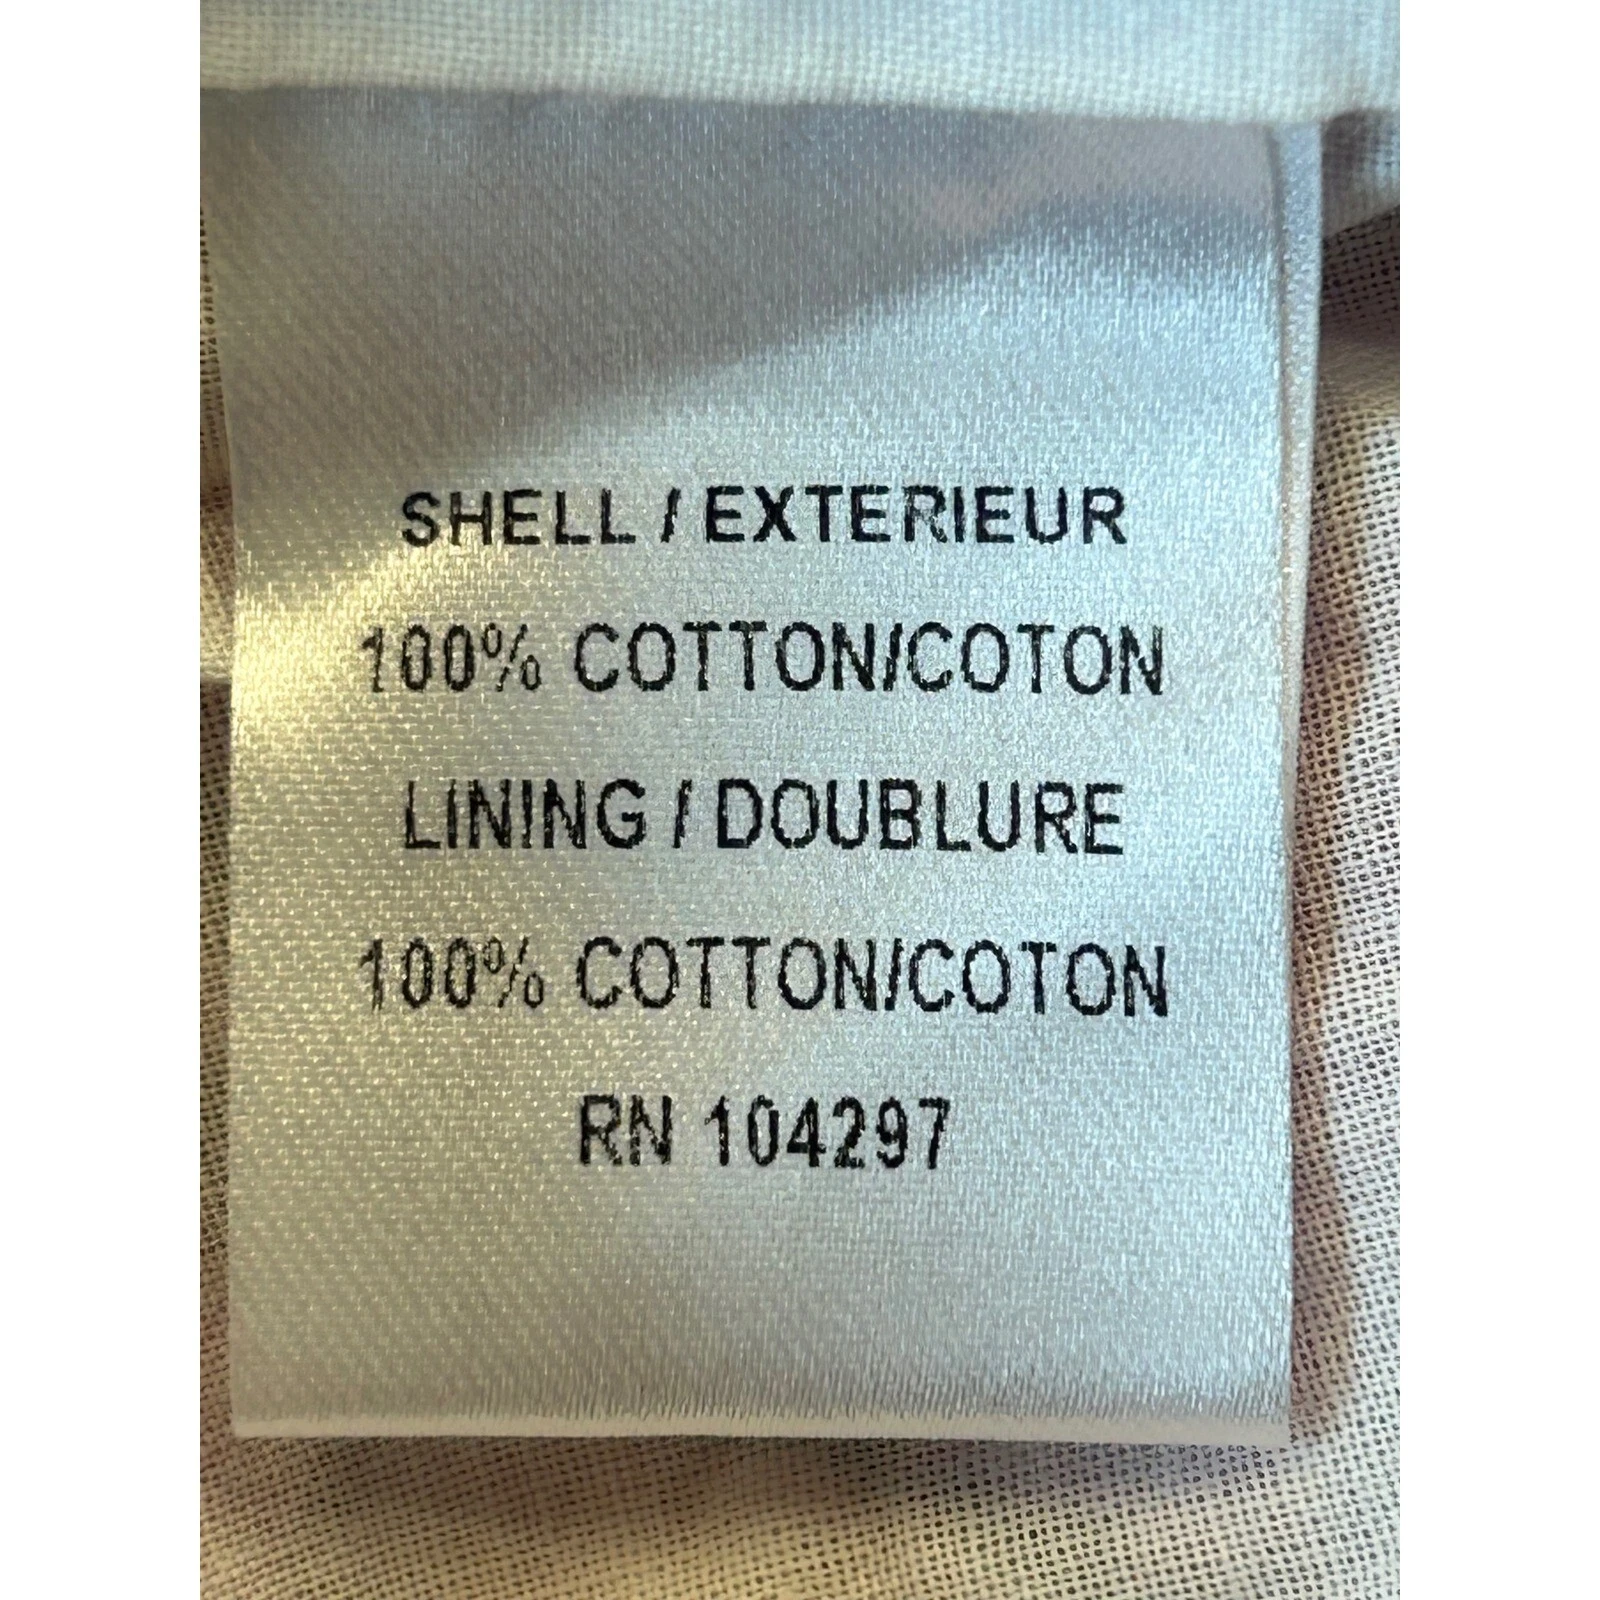 SHELL / EXTERIEUR
100% COTTON/COTON
LINING / DOUBLURE
100% COTTON/COTON
RN 104297